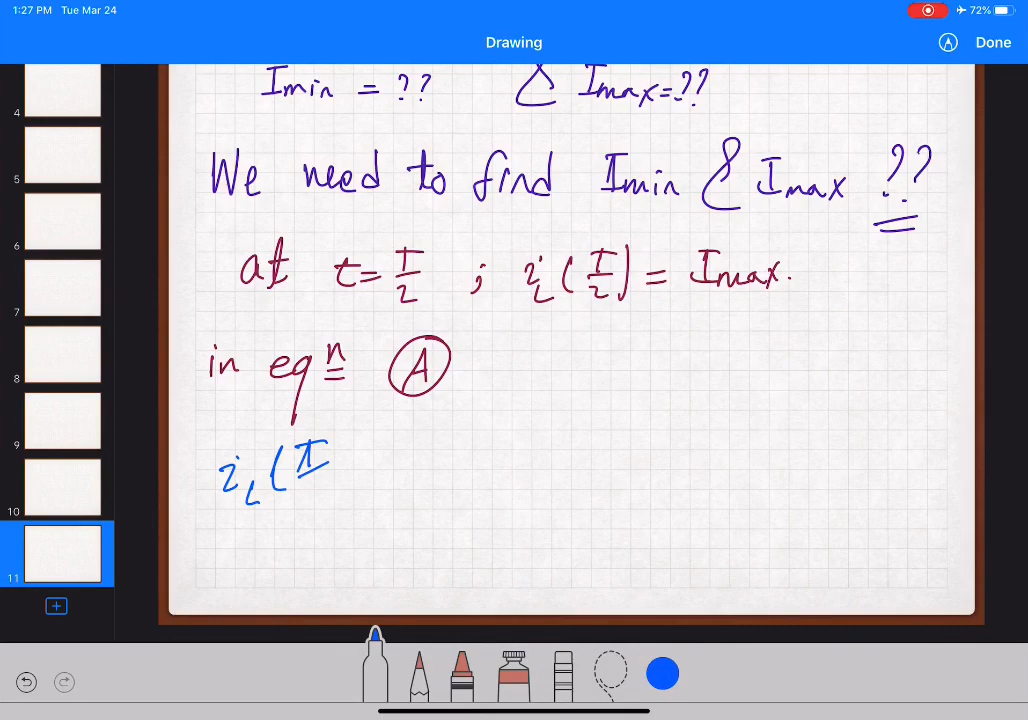 1:27 PM Tue Mar 24
72%
Drawing
Done
4
5
6
7
8
9
10
11
Imin = ?? & Imax = ??
We need to find Imin & Imax ??
at t = T/2 ; iL(T/2) = Imax.
in eqn A
iL(T